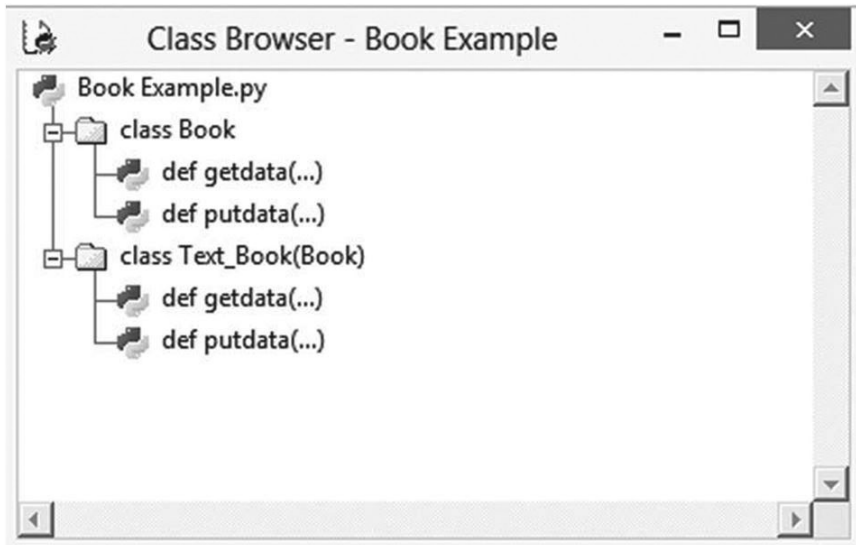 Class Browser - Book Example
Book Example.py
class Book
def getdata(...)
def putdata(...)
class Text_Book(Book)
def getdata(...)
def putdata(...)